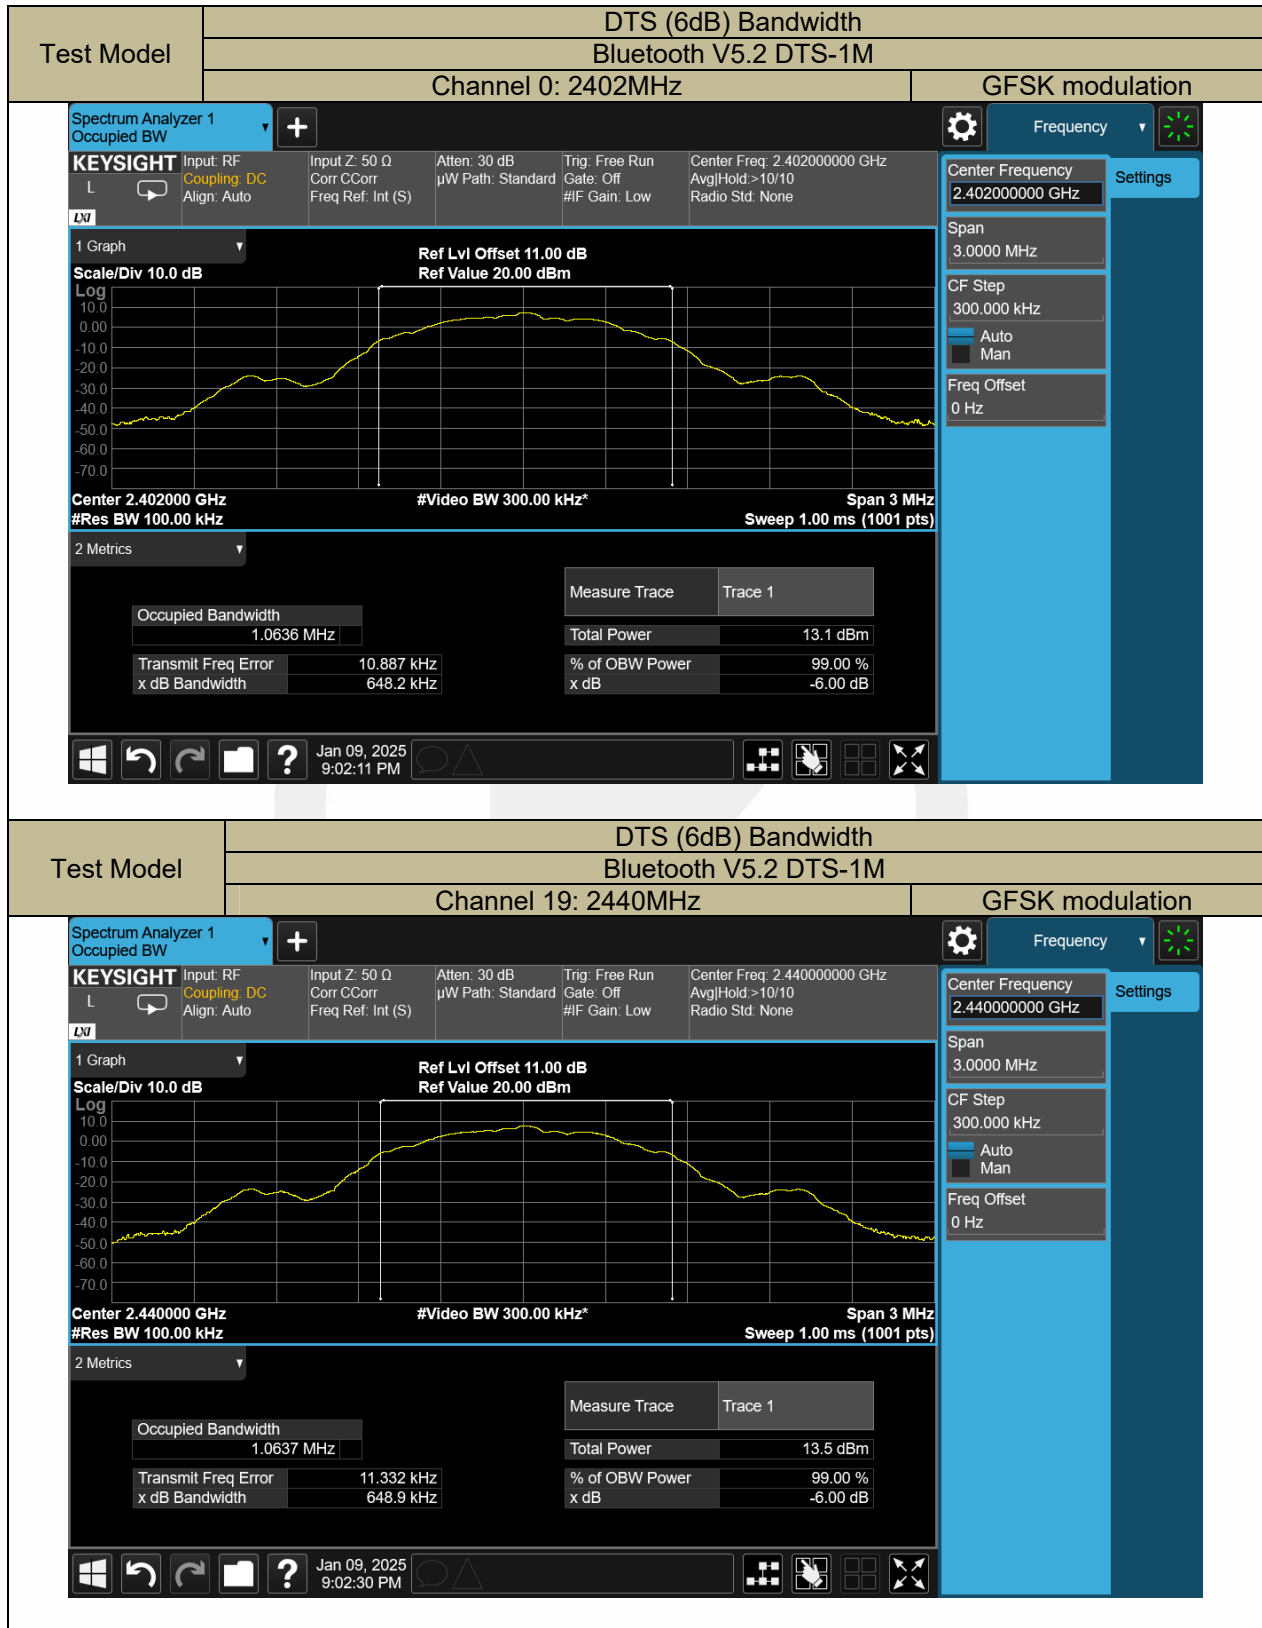 Test Model
DTS (6dB) Bandwidth
Bluetooth V5.2 DTS-1M
Channel 0: 2402MHz GFSK modulation
Spectrum Analyzer 1
Occupied BW
Frequency
KEYSIGHT
L
LXI
Input: RF
Coupling: DC
Align: Auto
Input Z: 50 Ω
Corr CCorr
Freq Ref: Int (S)
Atten: 30 dB
µW Path: Standard
Trig: Free Run
Gate: Off
#IF Gain: Low
Center Freq: 2.402000000 GHz
Avg|Hold:>10/10
Radio Std: None
Center Frequency
2.402000000 GHz
Settings
Span
3.0000 MHz
CF Step
300.000 kHz
Auto
Man
Freq Offset
0 Hz
1 Graph
Scale/Div 10.0 dB
Ref Lvl Offset 11.00 dB
Ref Value 20.00 dBm
Log
10.0
0.00
-10.0
-20.0
-30.0
-40.0
-50.0
-60.0
-70.0
Center 2.402000 GHz #Video BW 300.00 kHz* Span 3 MHz
#Res BW 100.00 kHz Sweep 1.00 ms (1001 pts)
2 Metrics
Measure Trace Trace 1
Occupied Bandwidth
1.0636 MHz
Total Power 13.1 dBm
Transmit Freq Error 10.887 kHz % of OBW Power 99.00 %
x dB Bandwidth 648.2 kHz x dB -6.00 dB
?
Jan 09, 2025
9:02:11 PM
Test Model
DTS (6dB) Bandwidth
Bluetooth V5.2 DTS-1M
Channel 19: 2440MHz GFSK modulation
Spectrum Analyzer 1
Occupied BW
Frequency
KEYSIGHT
L
LXI
Input: RF
Coupling: DC
Align: Auto
Input Z: 50 Ω
Corr CCorr
Freq Ref: Int (S)
Atten: 30 dB
µW Path: Standard
Trig: Free Run
Gate: Off
#IF Gain: Low
Center Freq: 2.440000000 GHz
Avg|Hold:>10/10
Radio Std: None
Center Frequency
2.440000000 GHz
Settings
Span
3.0000 MHz
CF Step
300.000 kHz
Auto
Man
Freq Offset
0 Hz
1 Graph
Scale/Div 10.0 dB
Ref Lvl Offset 11.00 dB
Ref Value 20.00 dBm
Log
10.0
0.00
-10.0
-20.0
-30.0
-40.0
-50.0
-60.0
-70.0
Center 2.440000 GHz #Video BW 300.00 kHz* Span 3 MHz
#Res BW 100.00 kHz Sweep 1.00 ms (1001 pts)
2 Metrics
Measure Trace Trace 1
Occupied Bandwidth
1.0637 MHz
Total Power 13.5 dBm
Transmit Freq Error 11.332 kHz % of OBW Power 99.00 %
x dB Bandwidth 648.9 kHz x dB -6.00 dB
?
Jan 09, 2025
9:02:30 PM